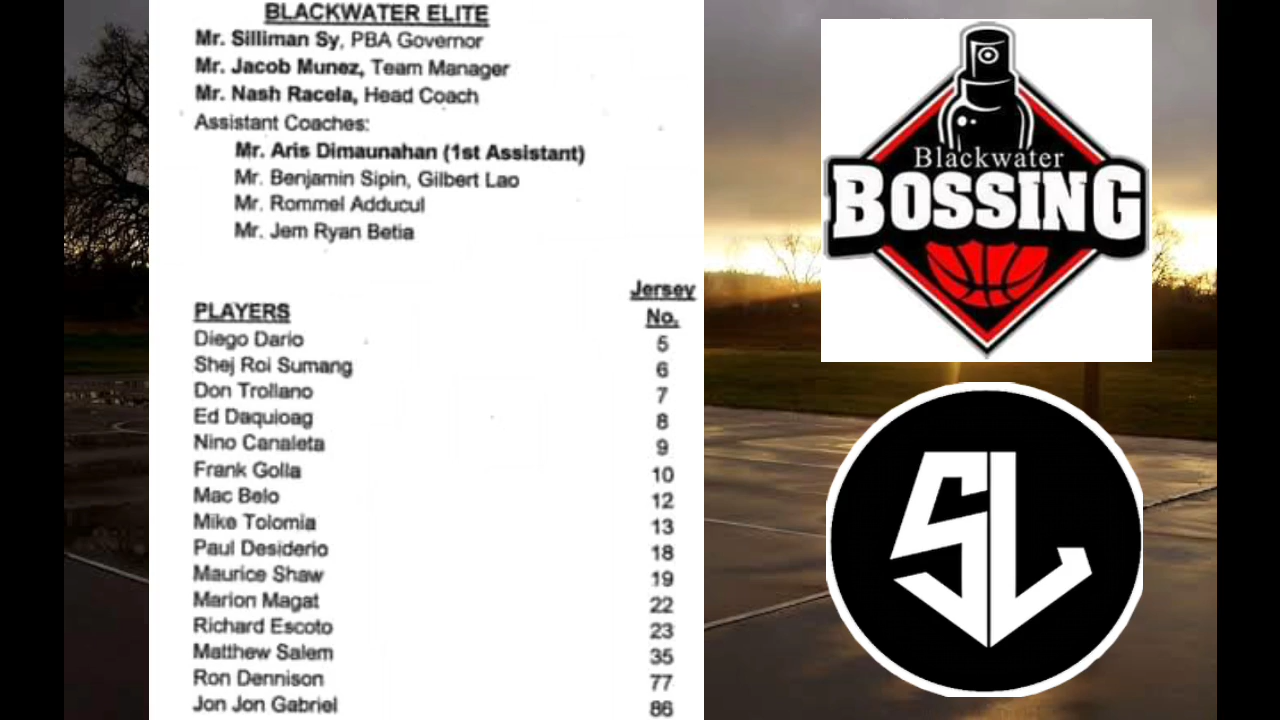 BLACKWATER ELITE
Mr. Silliman Sy, PBA Governor
Mr. Jacob Munez, Team Manager
Mr. Nash Racela, Head Coach
Assistant Coaches:
Mr. Aris Dimaunahan (1st Assistant)
Mr. Benjamin Sipin, Gilbert Lao
Mr. Rommel Adducul
Mr. Jem Ryan Betia
Jersey
PLAYERS No.
Diego Dario 5
Shej Roi Sumang 6
Don Trollano 7
Ed Daquioag 8
Nino Canaleta 9
Frank Golla 10
Mac Belo 12
Mike Tolomia 13
Paul Desiderio 18
Maurice Shaw 19
Marion Magat 22
Richard Escoto 23
Matthew Salem 35
Ron Dennison 77
Jon Jon Gabriel 86
Blackwater
BOSSING
SL